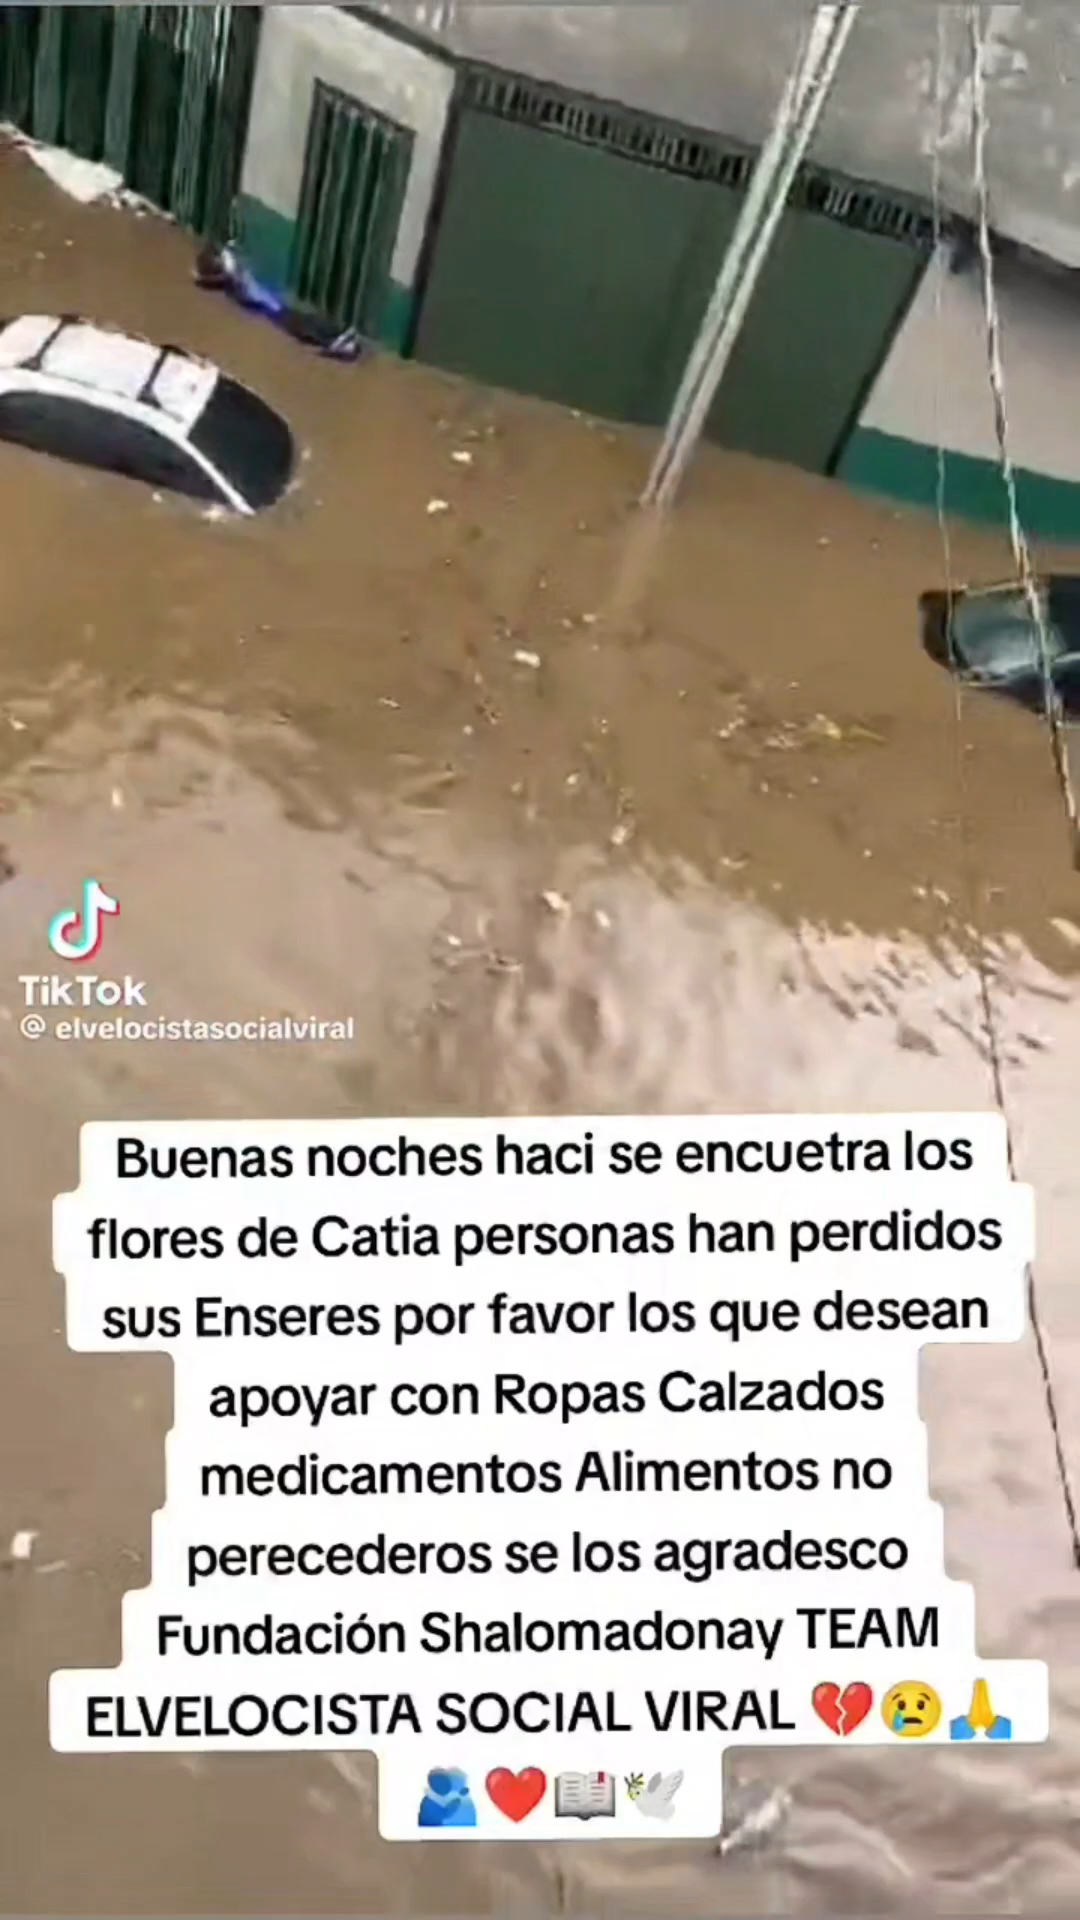 TikTok
@ elvelocistasocialviral
Buenas noches haci se encuetra los
flores de Catia personas han perdidos
sus Enseres por favor los que desean
apoyar con Ropas Calzados
medicamentos Alimentos no
perecederos se los agradesco
Fundación Shalomadonay TEAM
ELVELOCISTA SOCIAL VIRAL 💔😢🙏
🫂❤️📖🕊️